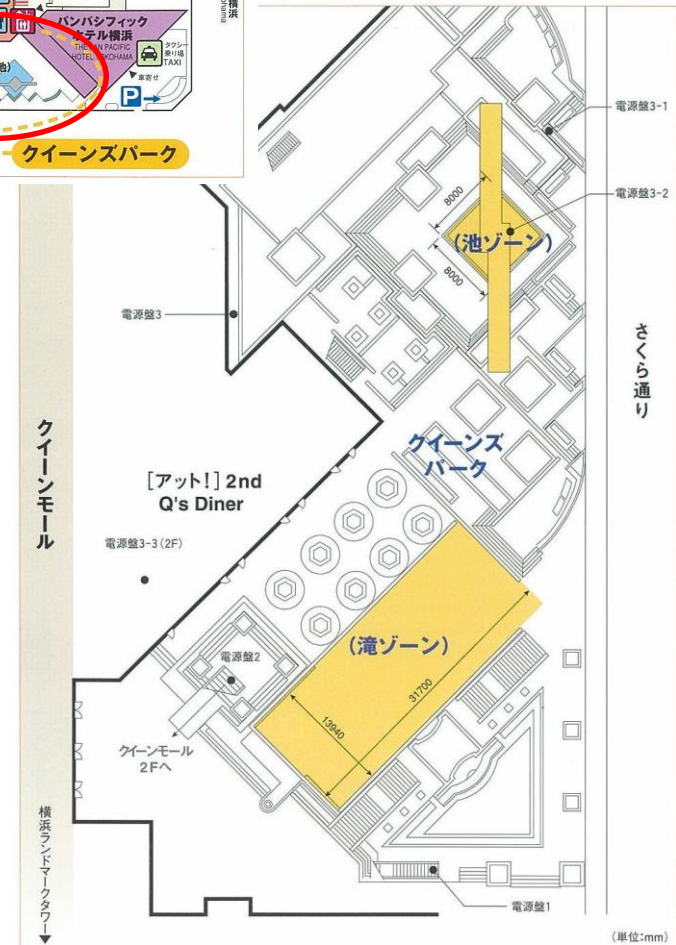 横浜
パンパシフィック
ホテル横浜
THE PAN PACIFIC
HOTEL YOKOHAMA
タクシー
乗り場
TAXI
車寄せ
P
クイーンズパーク
電源盤3-1
電源盤3-2
8000
(池ゾーン)
8000
電源盤3
さくら通り
クイーンモール
クイーンズ
パーク
[アット!] 2nd
Q's Diner
電源盤3-3(2F)
(滝ゾーン)
電源盤2
31700
13940
クイーンモール
2Fへ
横浜ランドマークタワー
電源盤1
(単位:mm)